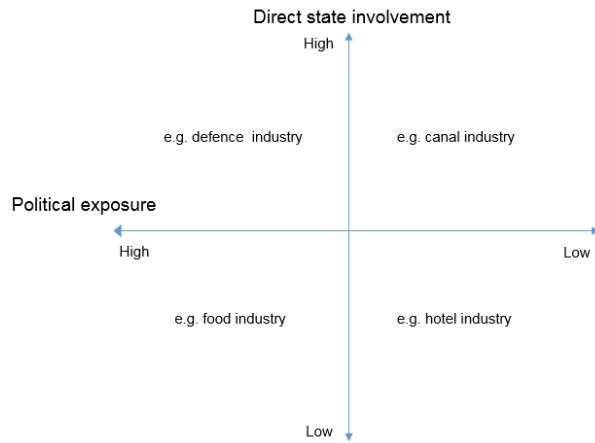 Direct state involvement
High
e.g. defence industry
e.g. canal industry
Political exposure
High
Low
e.g. food industry
e.g. hotel industry
Low